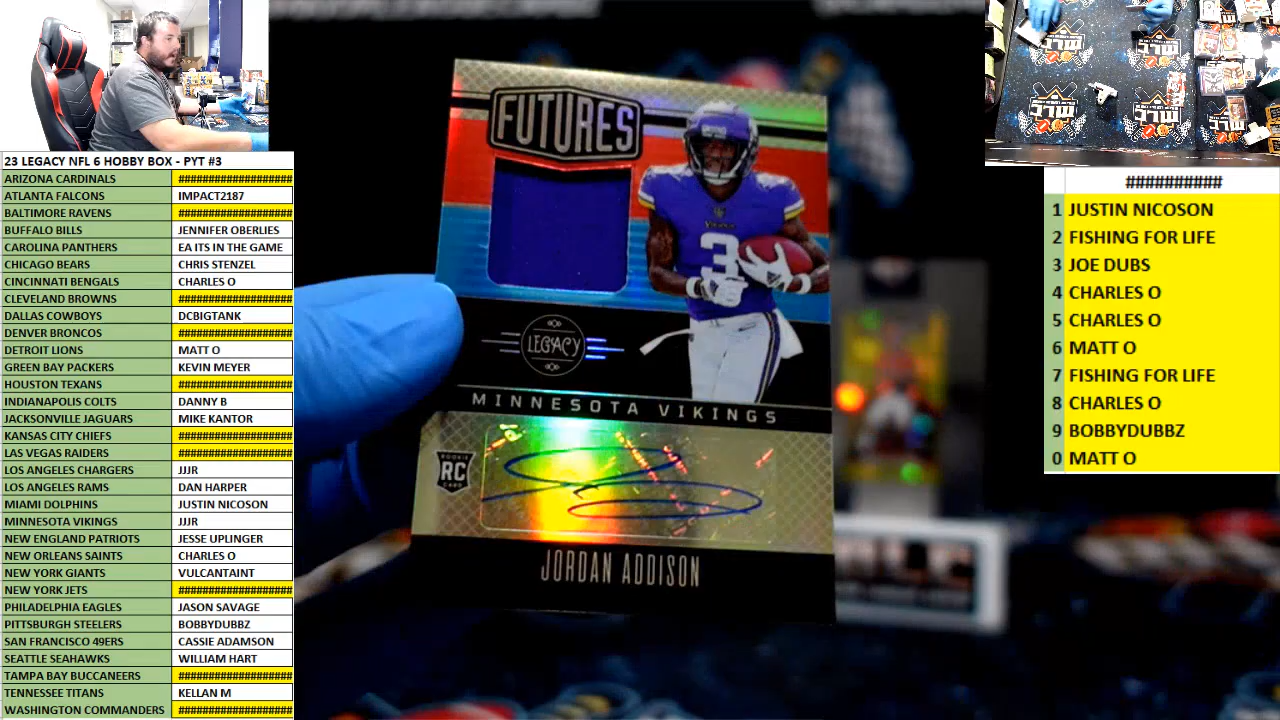 23 LEGACY NFL 6 HOBBY BOX - PYT #3
ARIZONA CARDINALS ###################
ATLANTA FALCONS IMPACT2187
BALTIMORE RAVENS ###################
BUFFALO BILLS JENNIFER OBERLIES
CAROLINA PANTHERS EA ITS IN THE GAME
CHICAGO BEARS CHRIS STENZEL
CINCINNATI BENGALS CHARLES O
CLEVELAND BROWNS ###################
DALLAS COWBOYS DCBIGTANK
DENVER BRONCOS ###################
DETROIT LIONS MATT O
GREEN BAY PACKERS KEVIN MEYER
HOUSTON TEXANS ###################
INDIANAPOLIS COLTS DANNY B
JACKSONVILLE JAGUARS MIKE KANTOR
KANSAS CITY CHIEFS ###################
LAS VEGAS RAIDERS ###################
LOS ANGELES CHARGERS JJJR
LOS ANGELES RAMS DAN HARPER
MIAMI DOLPHINS JUSTIN NICOSON
MINNESOTA VIKINGS JJJR
NEW ENGLAND PATRIOTS JESSE UPLINGER
NEW ORLEANS SAINTS CHARLES O
NEW YORK GIANTS VULCANTAINT
NEW YORK JETS ###################
PHILADELPHIA EAGLES JASON SAVAGE
PITTSBURGH STEELERS BOBBYDUBBZ
SAN FRANCISCO 49ERS CASSIE ADAMSON
SEATTLE SEAHAWKS WILLIAM HART
TAMPA BAY BUCCANEERS ###################
TENNESSEE TITANS KELLAN M
WASHINGTON COMMANDERS ###################
FUTURES
VIKINGS
3
LEGACY
MINNESOTA VIKINGS
ROOKIE
RC
CARD
JORDAN ADDISON
##########
1 JUSTIN NICOSON
2 FISHING FOR LIFE
3 JOE DUBS
4 CHARLES O
5 CHARLES O
6 MATT O
7 FISHING FOR LIFE
8 CHARLES O
9 BOBBYDUBBZ
0 MATT O